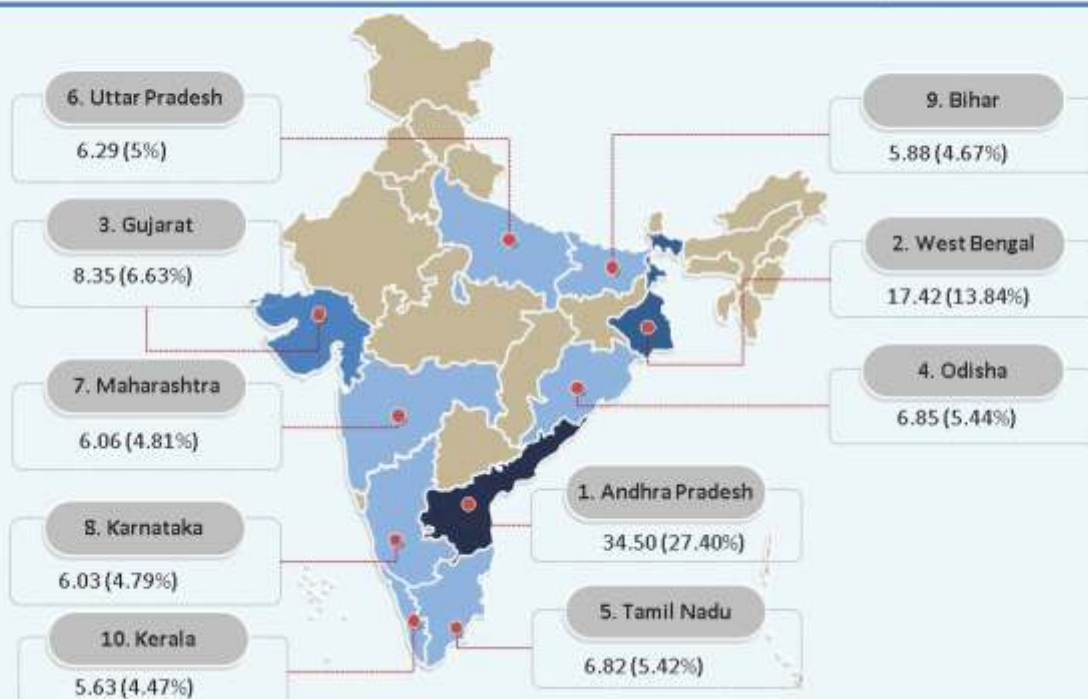 6. Uttar Pradesh
6.29 (5%)
3. Gujarat
8.35 (6.63%)
7. Maharashtra
6.06 (4.81%)
8. Karnataka
6.03 (4.79%)
10. Kerala
5.63 (4.47%)
9. Bihar
5.88 (4.67%)
2. West Bengal
17.42 (13.84%)
4. Odisha
6.85 (5.44%)
1. Andhra Pradesh
34.50 (27.40%)
5. Tamil Nadu
6.82 (5.42%)